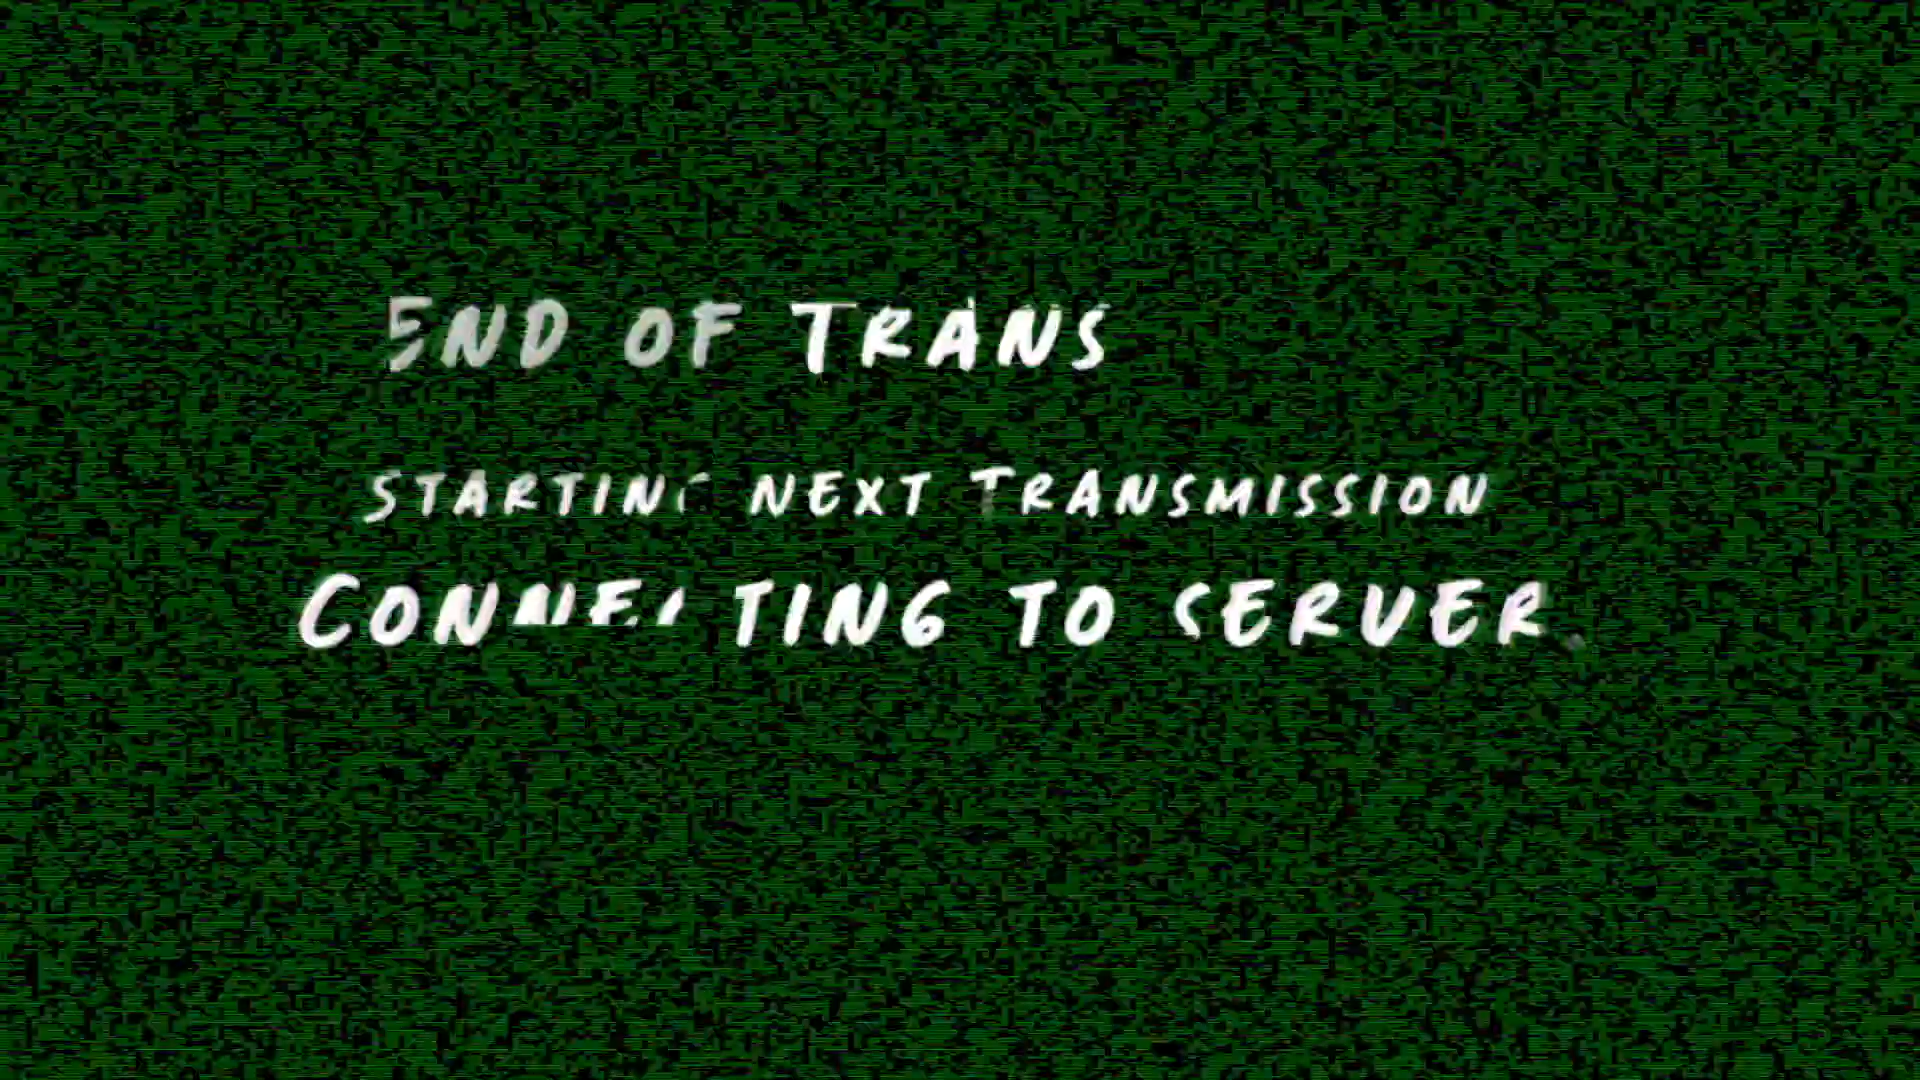 END OF TRANS
STARTING NEXT TRANSMISSION
CONNECTING TO SERVER.